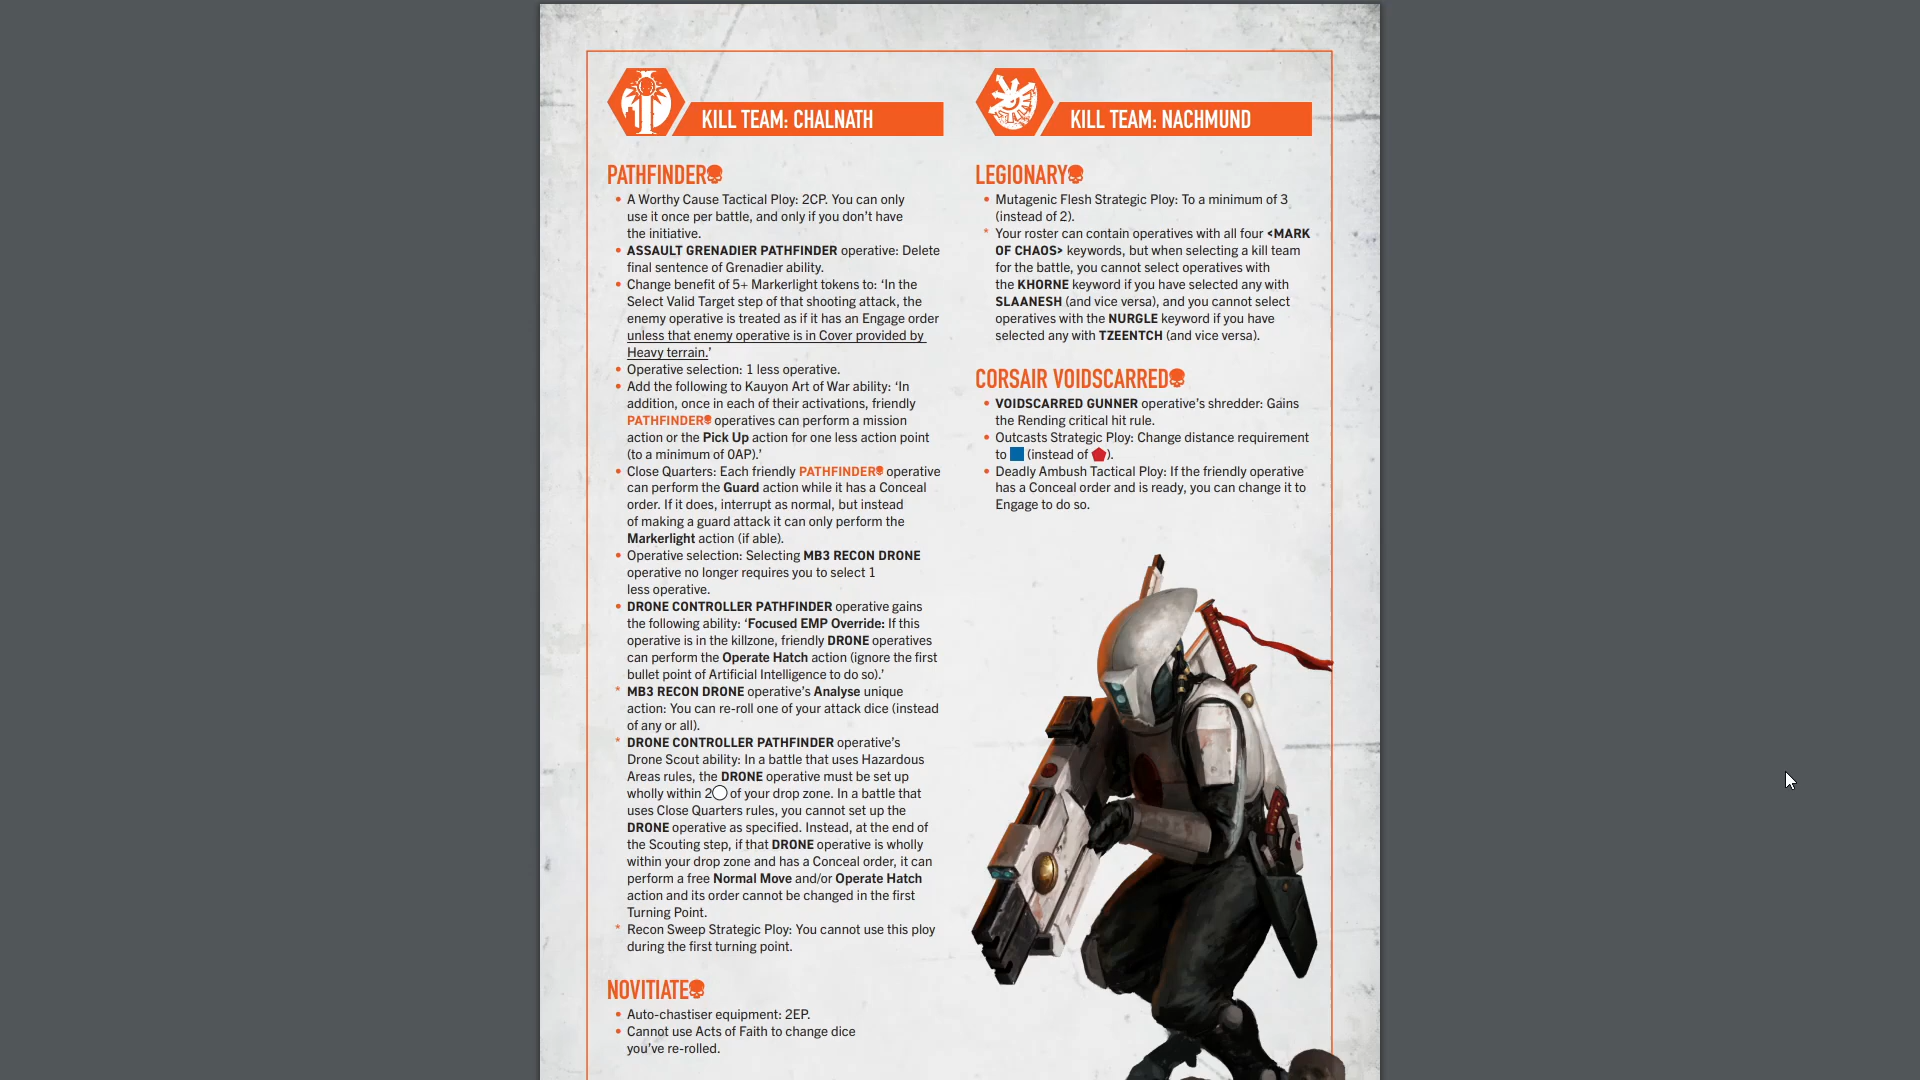 KILL TEAM: CHALNATH
PATHFINDER
• A Worthy Cause Tactical Ploy: 2CP. You can only
use it once per battle, and only if you don’t have
the initiative.
• ASSAULT GRENADIER PATHFINDER operative: Delete
final sentence of Grenadier ability.
• Change benefit of 5+ Markerlight tokens to: ‘In the
Select Valid Target step of that shooting attack, the
enemy operative is treated as if it has an Engage order
unless that enemy operative is in Cover provided by
Heavy terrain.’
• Operative selection: 1 less operative.
• Add the following to Kauyon Art of War ability: ‘In
addition, once in each of their activations, friendly
PATHFINDER operatives can perform a mission
action or the Pick Up action for one less action point
(to a minimum of 0AP).’
• Close Quarters: Each friendly PATHFINDER operative
can perform the Guard action while it has a Conceal
order. If it does, interrupt as normal, but instead
of making a guard attack it can only perform the
Markerlight action (if able).
• Operative selection: Selecting MB3 RECON DRONE
operative no longer requires you to select 1
less operative.
• DRONE CONTROLLER PATHFINDER operative gains
the following ability: ‘Focused EMP Override: If this
operative is in the killzone, friendly DRONE operatives
can perform the Operate Hatch action (ignore the first
bullet point of Artificial Intelligence to do so).’
* MB3 RECON DRONE operative’s Analyse unique
action: You can re-roll one of your attack dice (instead
of any or all).
* DRONE CONTROLLER PATHFINDER operative’s
Drone Scout ability: In a battle that uses Hazardous
Areas rules, the DRONE operative must be set up
wholly within 2 of your drop zone. In a battle that
uses Close Quarters rules, you cannot set up the
DRONE operative as specified. Instead, at the end of
the Scouting step, if that DRONE operative is wholly
within your drop zone and has a Conceal order, it can
perform a free Normal Move and/or Operate Hatch
action and its order cannot be changed in the first
Turning Point.
* Recon Sweep Strategic Ploy: You cannot use this ploy
during the first turning point.
NOVITIATE
• Auto-chastiser equipment: 2EP.
• Cannot use Acts of Faith to change dice
you’ve re-rolled.
KILL TEAM: NACHMUND
LEGIONARY
• Mutagenic Flesh Strategic Ploy: To a minimum of 3
(instead of 2).
* Your roster can contain operatives with all four <MARK
OF CHAOS> keywords, but when selecting a kill team
for the battle, you cannot select operatives with
the KHORNE keyword if you have selected any with
SLAANESH (and vice versa), and you cannot select
operatives with the NURGLE keyword if you have
selected any with TZEENTCH (and vice versa).
CORSAIR VOIDSCARRED
• VOIDSCARRED GUNNER operative’s shredder: Gains
the Rending critical hit rule.
• Outcasts Strategic Ploy: Change distance requirement
to (instead of ).
• Deadly Ambush Tactical Ploy: If the friendly operative
has a Conceal order and is ready, you can change it to
Engage to do so.